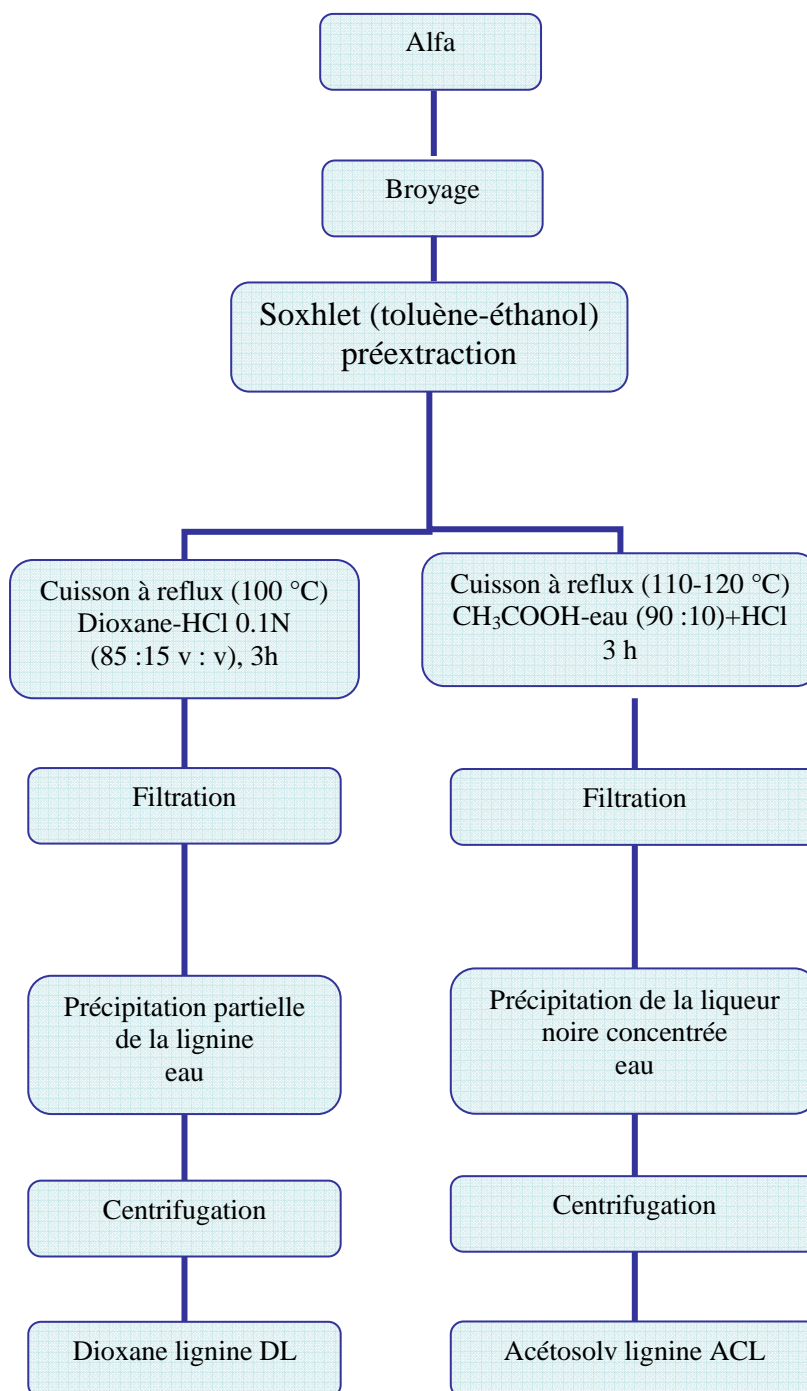 Alfa
Broyage
Soxhlet (toluène-éthanol)
préextraction
Cuisson à reflux (100 °C)
Dioxane-HCl 0.1N
(85 :15 v : v), 3h
Cuisson à reflux (110-120 °C)
CH₃COOH-eau (90 :10)+HCl
3 h
Filtration
Filtration
Précipitation partielle
de la lignine
eau
Précipitation de la liqueur
noire concentrée
eau
Centrifugation
Centrifugation
Dioxane lignine DL
Acétosolv lignine ACL